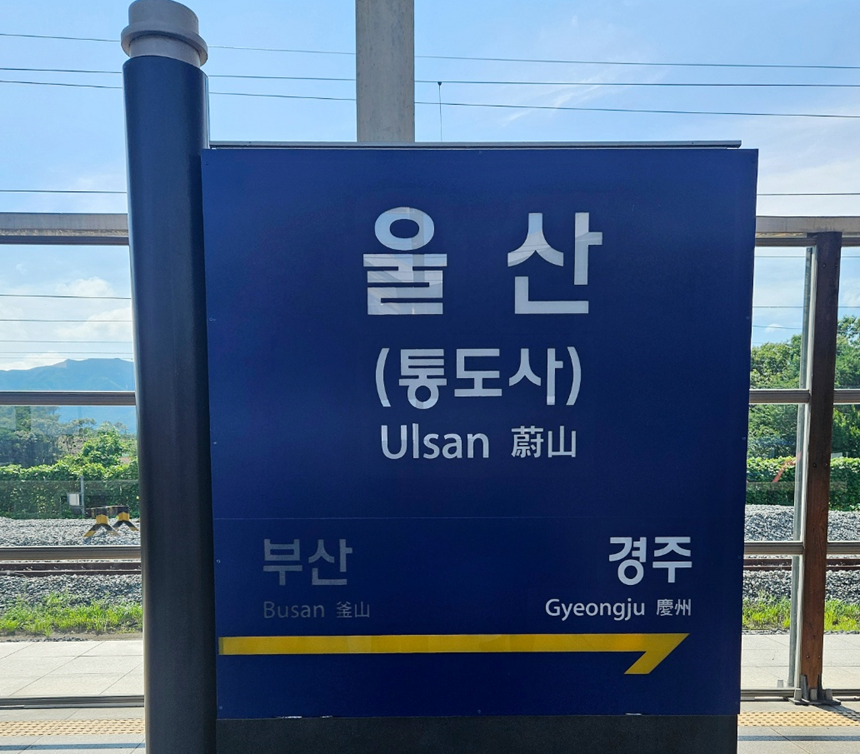 울산
(통도사)
Ulsan 蔚山
부산 경주
Busan 釜山 Gyeongju 慶州